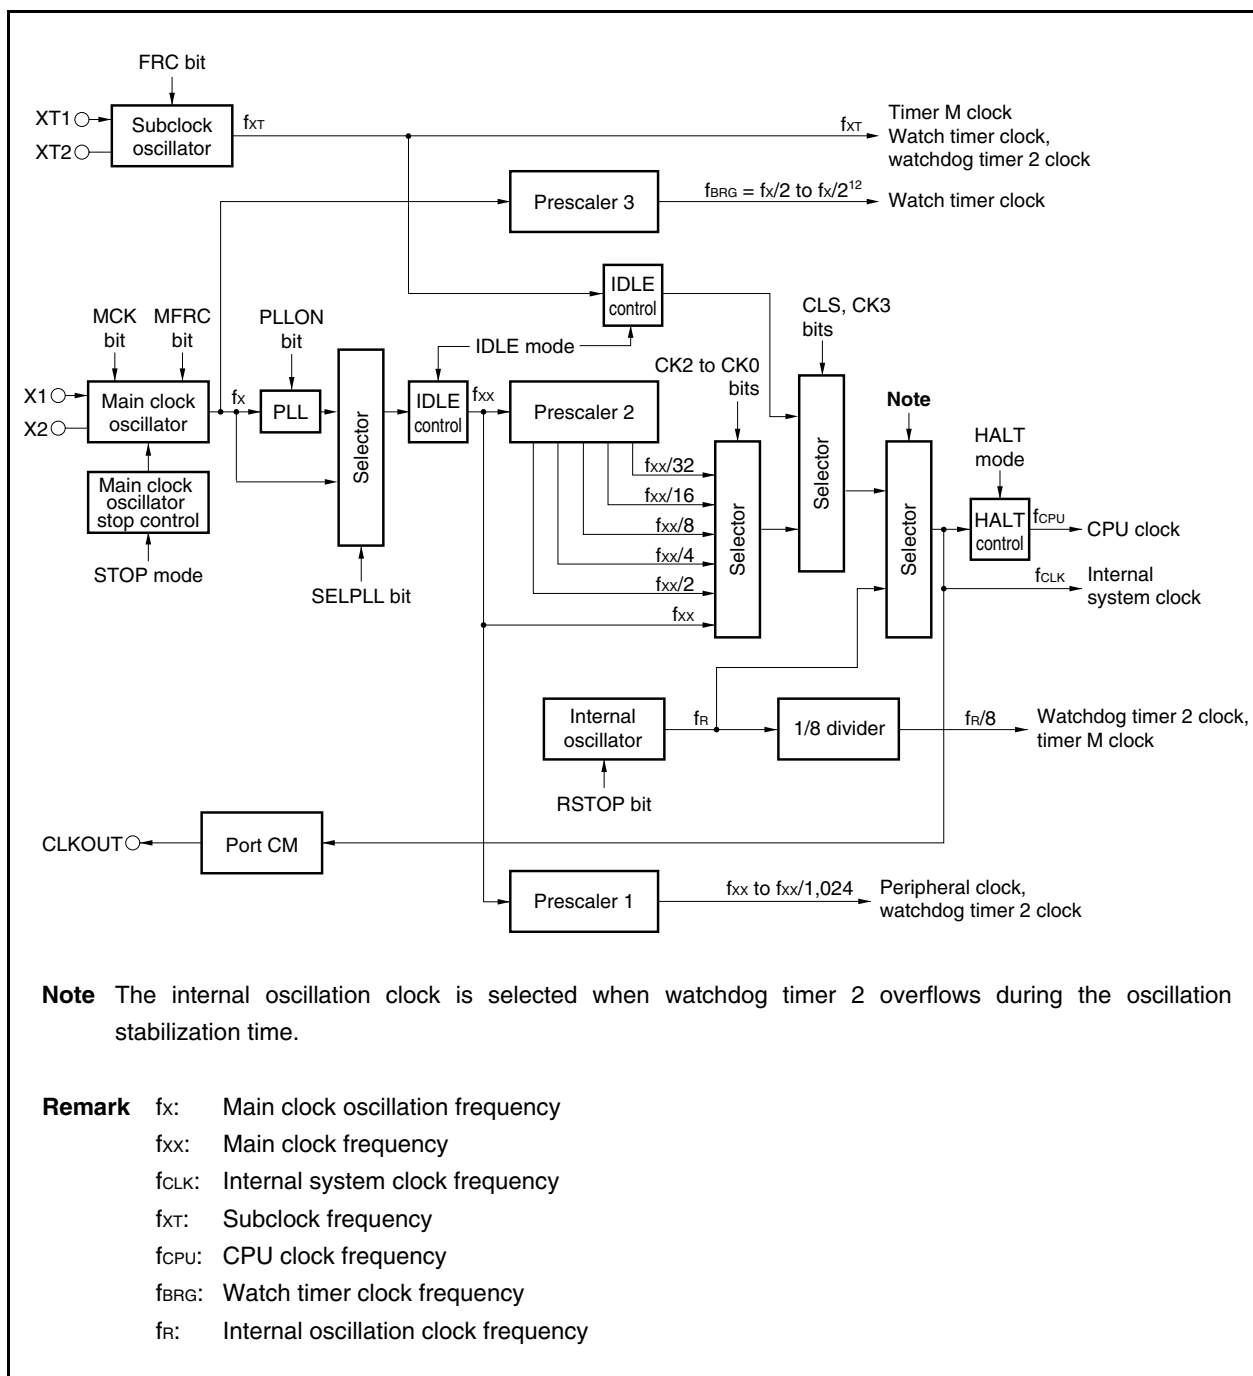 FRC bit
XT1
XT2
Subclock
oscillator
fXT
fXT
Timer M clock
Watch timer clock,
watchdog timer 2 clock
Prescaler 3
fBRG = fX/2 to fX/2^12
Watch timer clock
IDLE
control
CLS, CK3
bits
MCK
bit
MFRC
bit
PLLON
bit
IDLE mode
CK2 to CK0
bits
X1
X2
Main clock
oscillator
fX
PLL
Selector
IDLE
control
fXX
Prescaler 2
Note
HALT
mode
Main clock
oscillator
stop control
STOP mode
SELPLL bit
fXX/32
fXX/16
fXX/8
fXX/4
fXX/2
fXX
Selector
Selector
Selector
HALT
control
fCPU
CPU clock
fCLK
Internal
system clock
Internal
oscillator
fR
1/8 divider
fR/8
Watchdog timer 2 clock,
timer M clock
RSTOP bit
CLKOUT
Port CM
Prescaler 1
fXX to fXX/1,024
Peripheral clock,
watchdog timer 2 clock
Note The internal oscillation clock is selected when watchdog timer 2 overflows during the oscillation
stabilization time.
Remark fX: Main clock oscillation frequency
fXX: Main clock frequency
fCLK: Internal system clock frequency
fXT: Subclock frequency
fCPU: CPU clock frequency
fBRG: Watch timer clock frequency
fR: Internal oscillation clock frequency